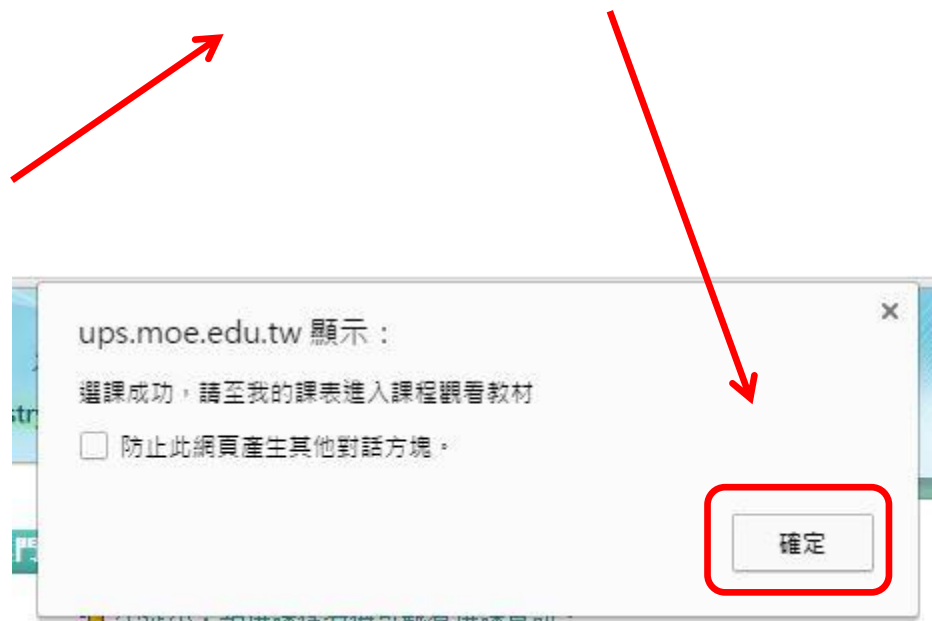 ups.moe.edu.tw 顯示：
選課成功，請至我的課表進入課程觀看教材
防止此網頁產生其他對話方塊。
str
確定
門